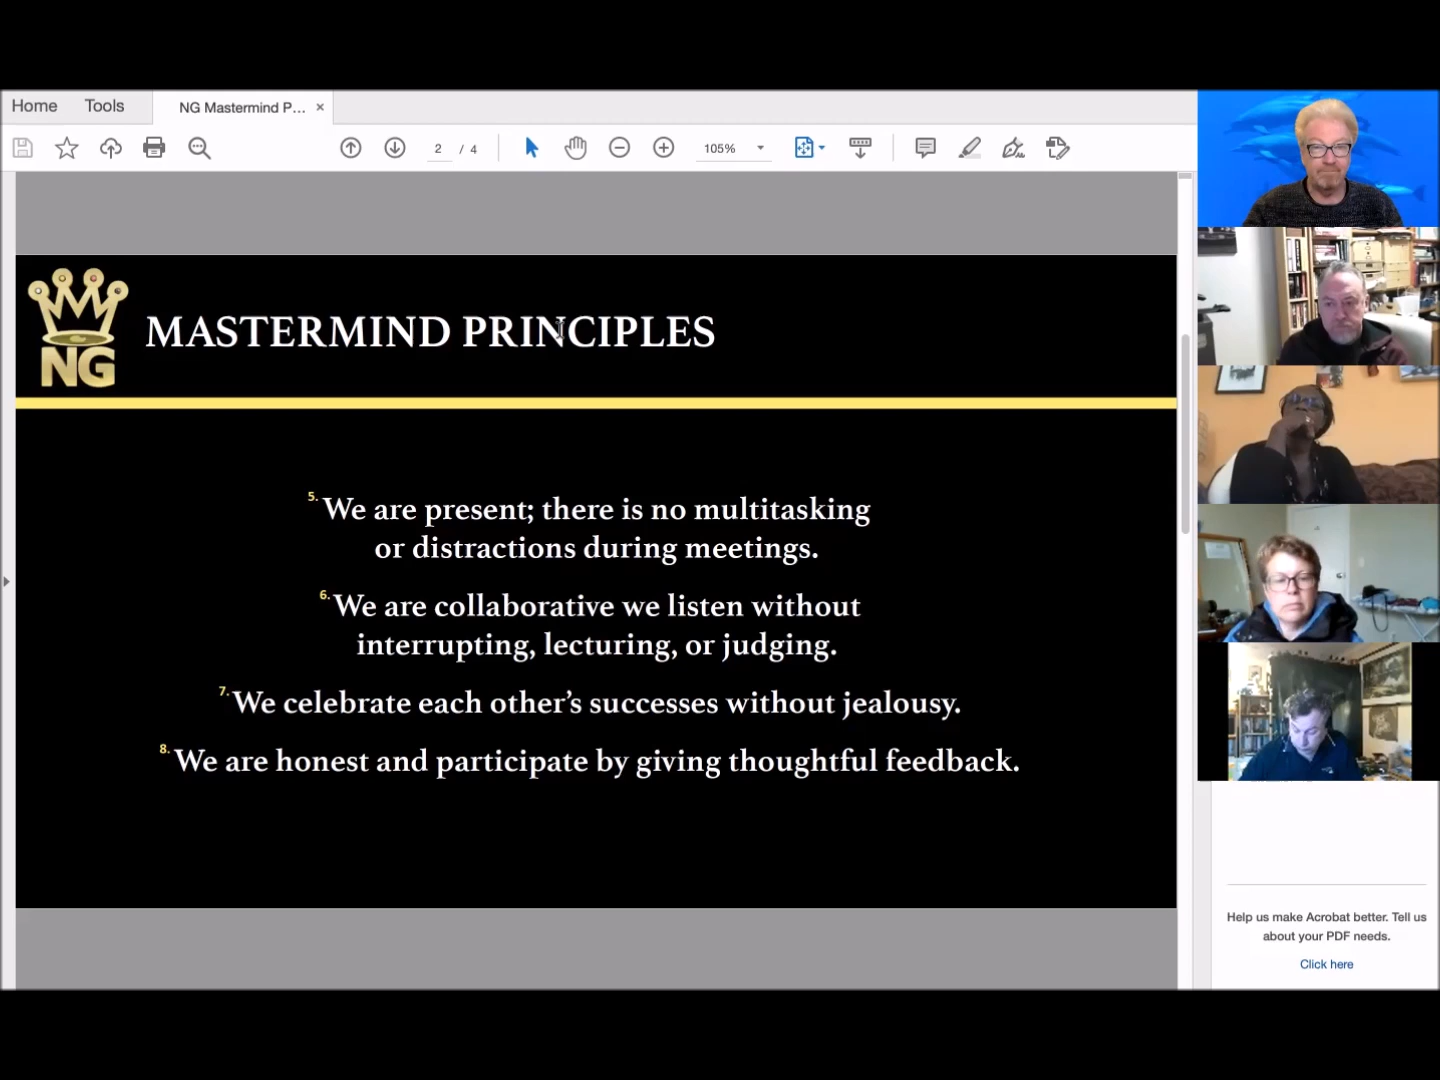 Home Tools NG Mastermind P... ×
2 / 4 105%
NG
MASTERMIND PRINCIPLES
5. We are present; there is no multitasking
or distractions during meetings.
6. We are collaborative we listen without
interrupting, lecturing, or judging.
7. We celebrate each other’s successes without jealousy.
8. We are honest and participate by giving thoughtful feedback.
Help us make Acrobat better. Tell us
about your PDF needs.
Click here